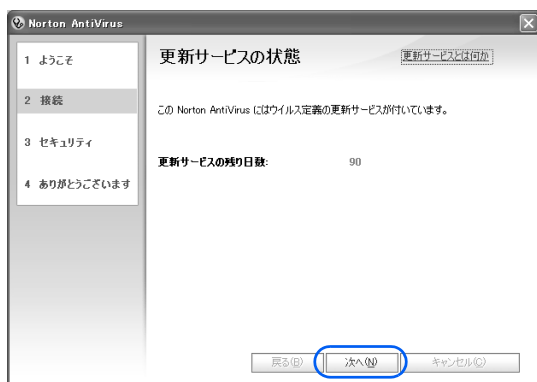 Norton AntiVirus
1 ようこそ
2 接続
3 セキュリティ
4 ありがとうございます
更新サービスの状態
更新サービスとは何か
この Norton AntiVirus にはウイルス定義の更新サービスが付いています。
更新サービスの残り日数: 90
戻る(B) 次へ(N) キャンセル(C)